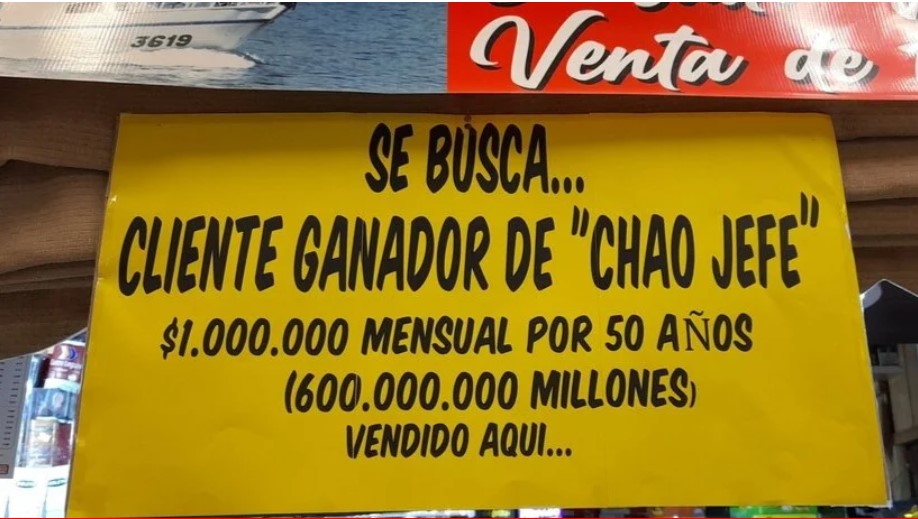 3619
Venta de
SE BUSCA...
CLIENTE GANADOR DE "CHAO JEFE"
$1.000.000 MENSUAL POR 50 AÑOS
(600.000.000 MILLONES)
VENDIDO AQUI...